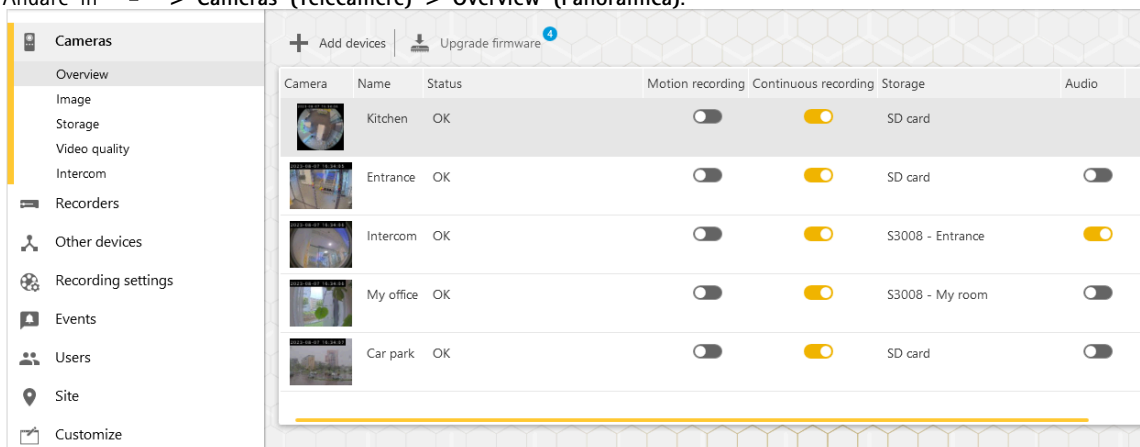 Andare in > Cameras (Telecamere) > Overview (Panoramica).
Cameras
Overview
Image
Storage
Video quality
Intercom
Recorders
Other devices
Recording settings
Events
Users
Site
Customize
Add devices Upgrade firmware 4
Camera Name Status Motion recording Continuous recording Storage Audio
Kitchen OK SD card
Entrance OK SD card
Intercom OK S3008 - Entrance
My office OK S3008 - My room
Car park OK SD card